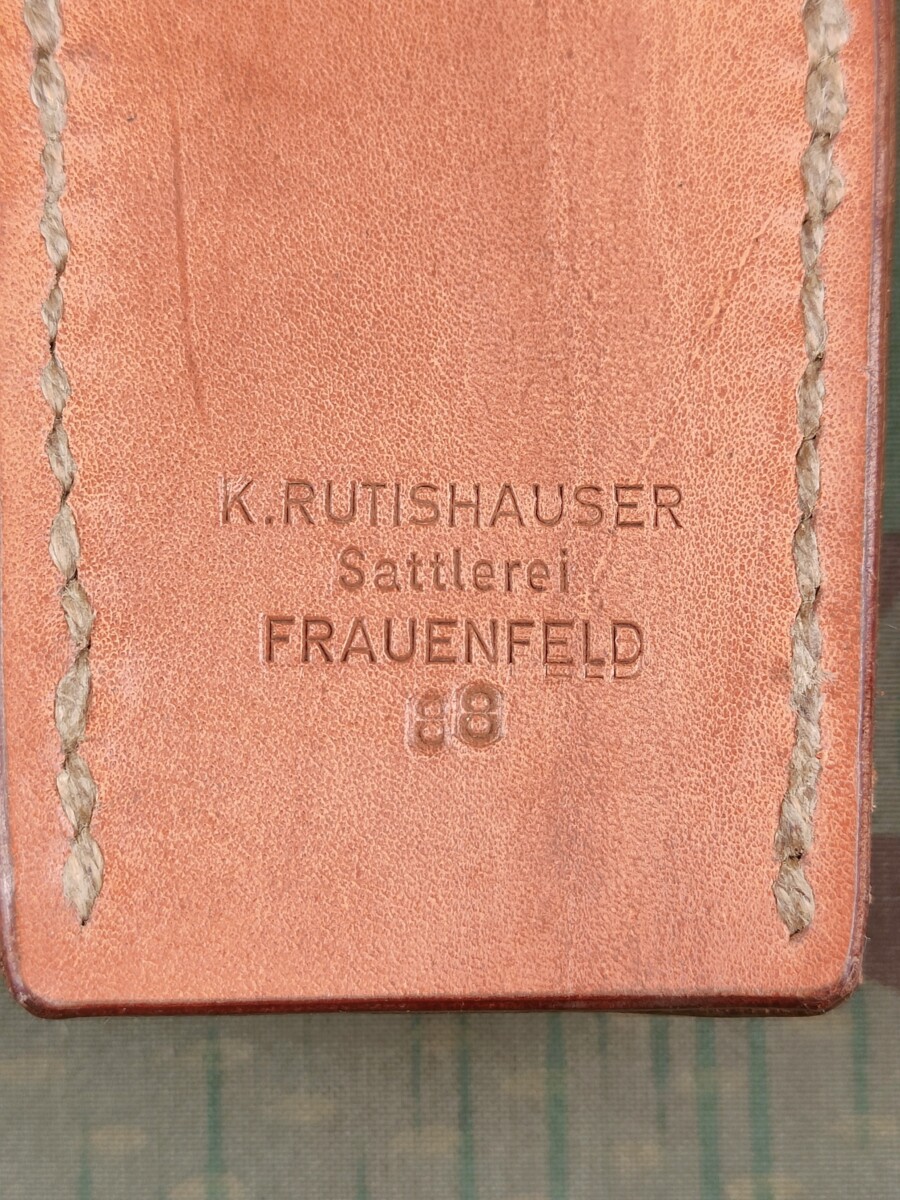 K.RUTISHAUSER
Sattlerei
FRAUENFELD
88